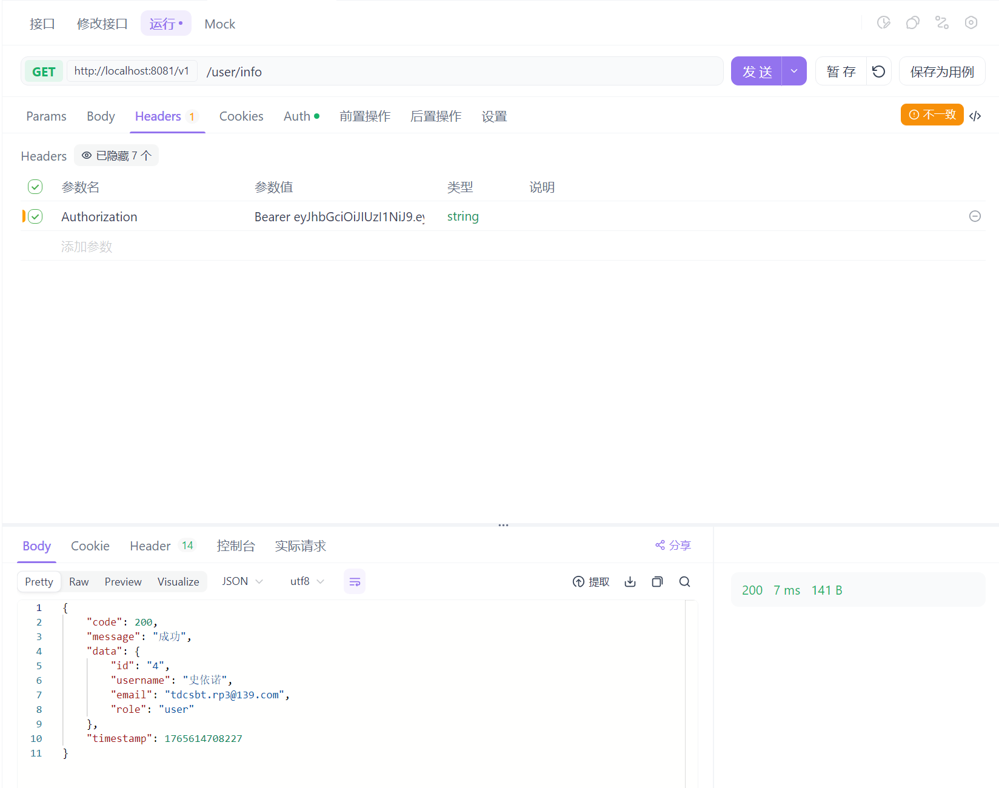 接口 修改接口 运行 Mock
GET http://localhost:8081/v1 /user/info 发 送 暂 存 保存为用例
Params Body Headers 1 Cookies Auth 前置操作 后置操作 设置 不一致
Headers 已隐藏 7 个
参数名 参数值 类型 说明
Authorization Bearer eyJhbGciOiJIUzI1NiJ9.ey string
添加参数
Body Cookie Header 14 控制台 实际请求 分享
Pretty Raw Preview Visualize JSON utf8 提取
200 7 ms 141 B
1 {
2 "code": 200,
3 "message": "成功",
4 "data": {
5 "id": "4",
6 "username": "史依诺",
7 "email": "tdcsbt.rp3@139.com",
8 "role": "user"
9 },
10 "timestamp": 1765614708227
11 }